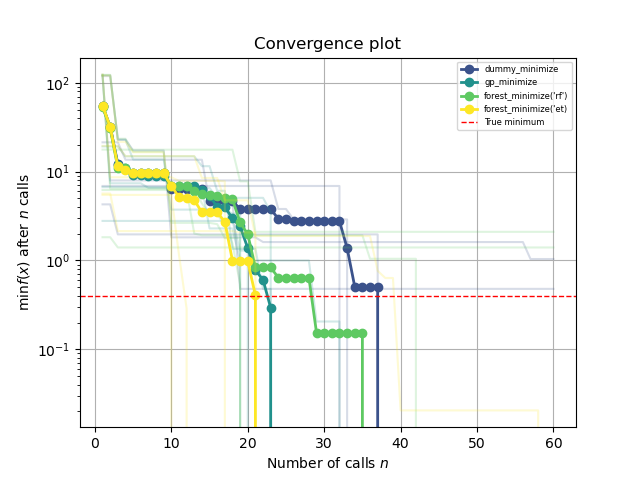 Convergence plot
dummy_minimize
gp_minimize
forest_minimize('rf')
forest_minimize('et)
True minimum
min f(x) after n calls
10²
10¹
10⁰
10⁻¹
0 10 20 30 40 50 60
Number of calls n